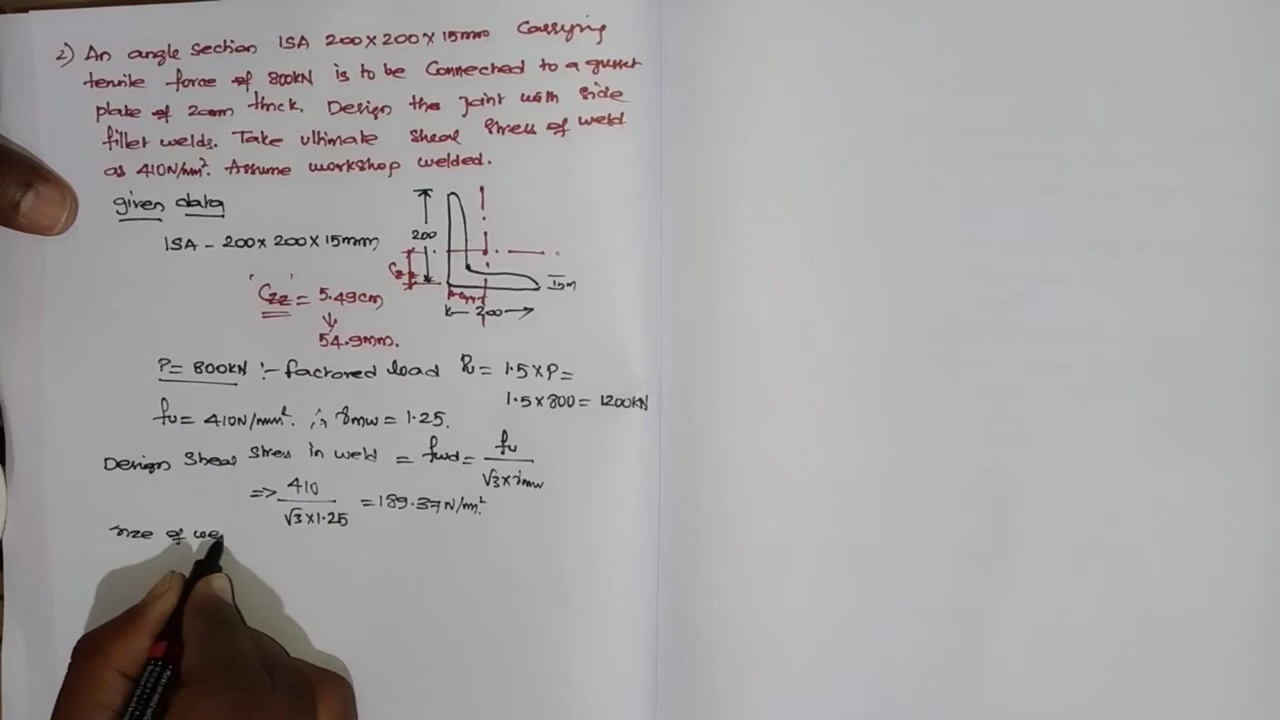 2) An angle section ISA 200×200×15mm Carrying
tensile force of 800kN is to be Connected to a gusset
plate of 20mm thick. Design the joint with side
fillet welds. Take ultimate shear stress of weld
as 410N/mm². Assume workshop welded.
given data
ISA - 200×200×15mm
200
Czz
15m
200
'Czz' = 5.49cm
54.9mm.
P= 800kN :- factored load Pu = 1.5×P =
1.5×800 = 1200kN
fu = 410N/mm². ∴ γmw = 1.25.
Design Shear Stress in weld = fwd = fu / √3×γmw
=> 410 / √3×1.25 = 189.37N/m².
size of we